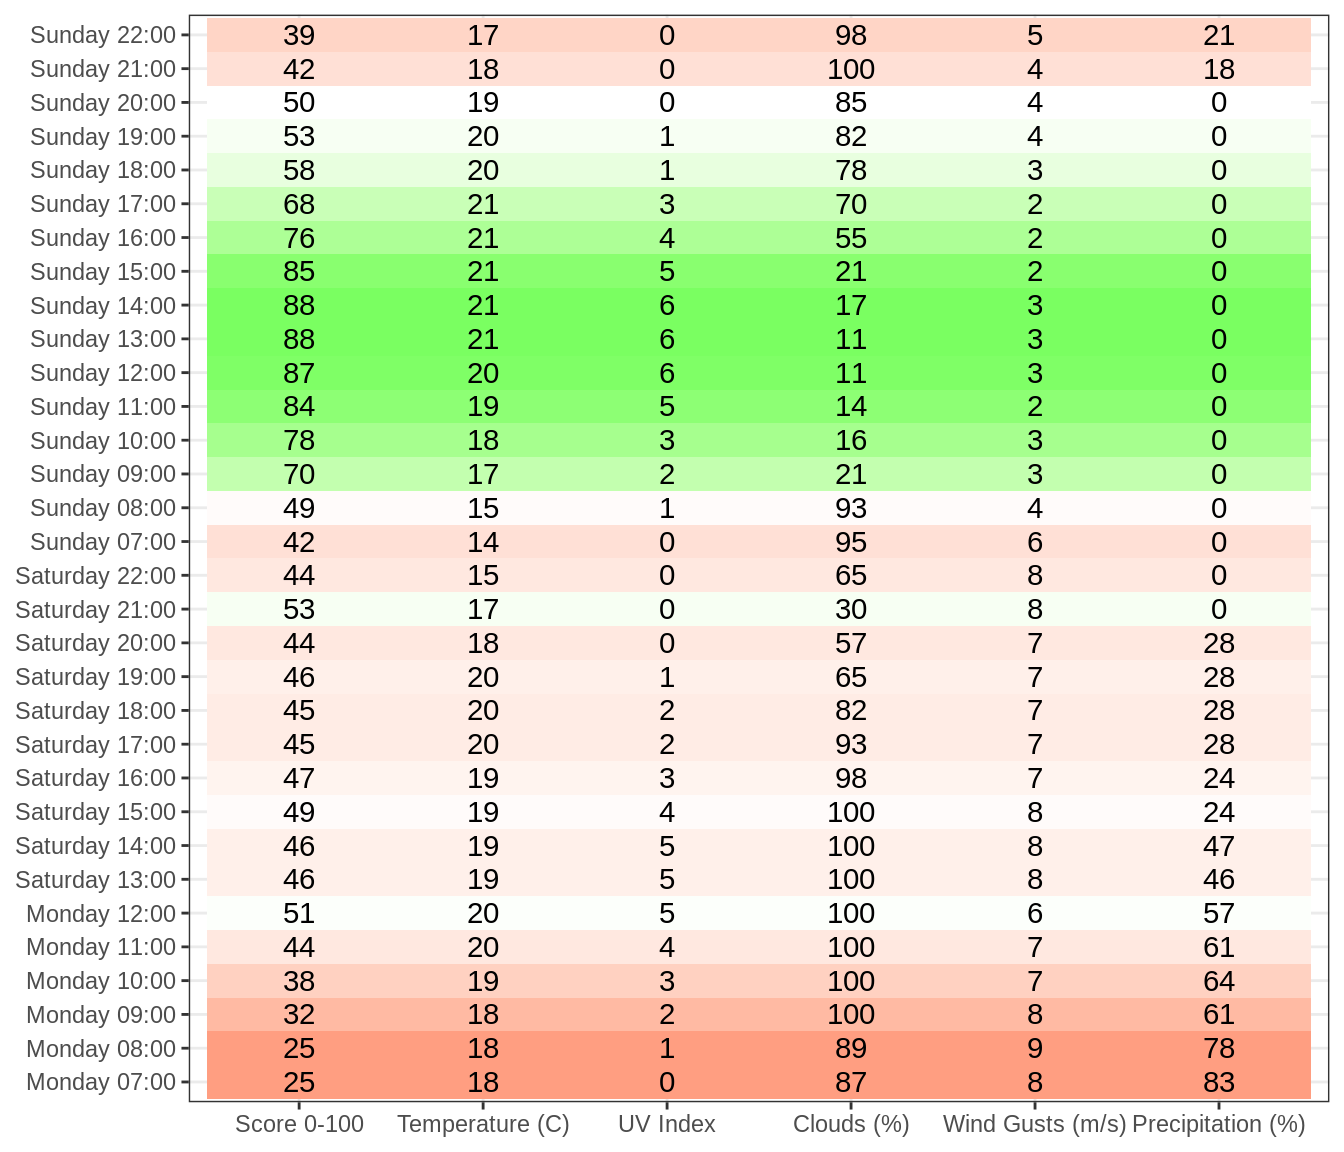 Sunday 22:00 39 17 0 98 5 21
Sunday 21:00 42 18 0 100 4 18
Sunday 20:00 50 19 0 85 4 0
Sunday 19:00 53 20 1 82 4 0
Sunday 18:00 58 20 1 78 3 0
Sunday 17:00 68 21 3 70 2 0
Sunday 16:00 76 21 4 55 2 0
Sunday 15:00 85 21 5 21 2 0
Sunday 14:00 88 21 6 17 3 0
Sunday 13:00 88 21 6 11 3 0
Sunday 12:00 87 20 6 11 3 0
Sunday 11:00 84 19 5 14 2 0
Sunday 10:00 78 18 3 16 3 0
Sunday 09:00 70 17 2 21 3 0
Sunday 08:00 49 15 1 93 4 0
Sunday 07:00 42 14 0 95 6 0
Saturday 22:00 44 15 0 65 8 0
Saturday 21:00 53 17 0 30 8 0
Saturday 20:00 44 18 0 57 7 28
Saturday 19:00 46 20 1 65 7 28
Saturday 18:00 45 20 2 82 7 28
Saturday 17:00 45 20 2 93 7 28
Saturday 16:00 47 19 3 98 7 24
Saturday 15:00 49 19 4 100 8 24
Saturday 14:00 46 19 5 100 8 47
Saturday 13:00 46 19 5 100 8 46
Monday 12:00 51 20 5 100 6 57
Monday 11:00 44 20 4 100 7 61
Monday 10:00 38 19 3 100 7 64
Monday 09:00 32 18 2 100 8 61
Monday 08:00 25 18 1 89 9 78
Monday 07:00 25 18 0 87 8 83
Score 0-100 Temperature (C) UV Index Clouds (%) Wind Gusts (m/s) Precipitation (%)